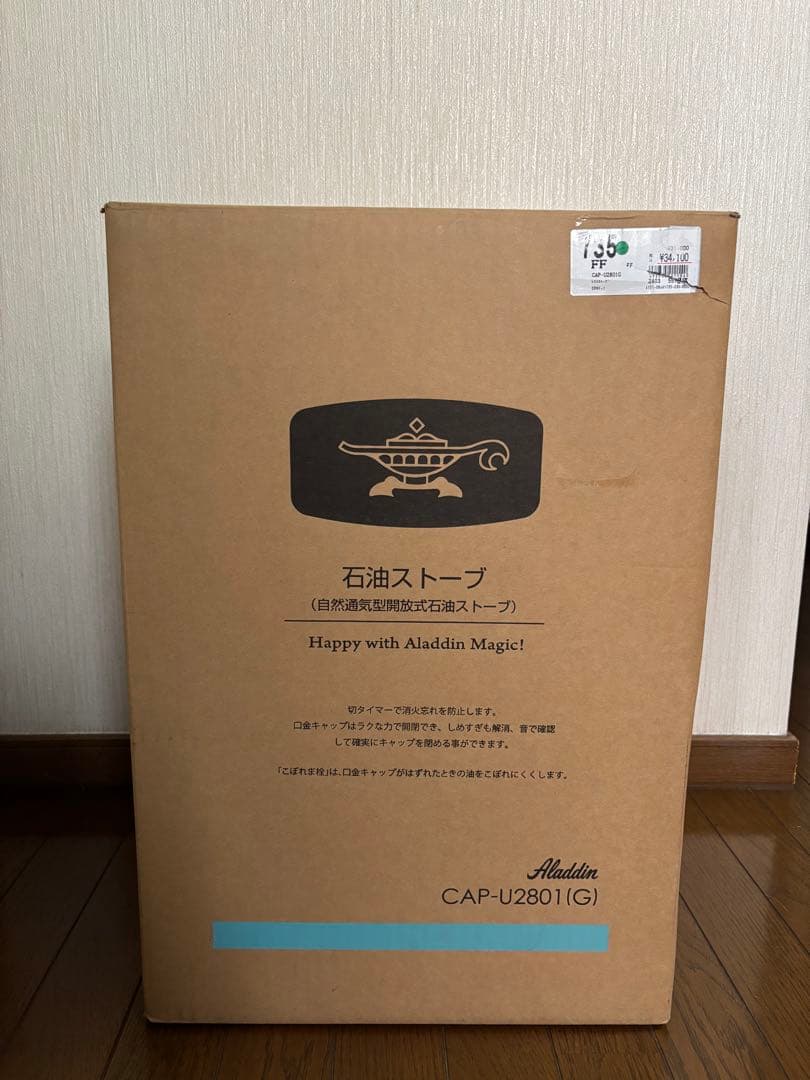 735
FF
FF
¥34,100
CAP-U2801G
石油ストーブ
(自然通気型開放式石油ストーブ)
Happy with Aladdin Magic!
切タイマーで消火忘れを防止します。
口金キャップはラクな力で開閉でき、しめすぎも解消、音で確認
して確実にキャップを閉める事ができます。
「こぼれま栓」は、口金キャップがはずれたときの油をこぼれにくくします。
Aladdin
CAP-U2801(G)